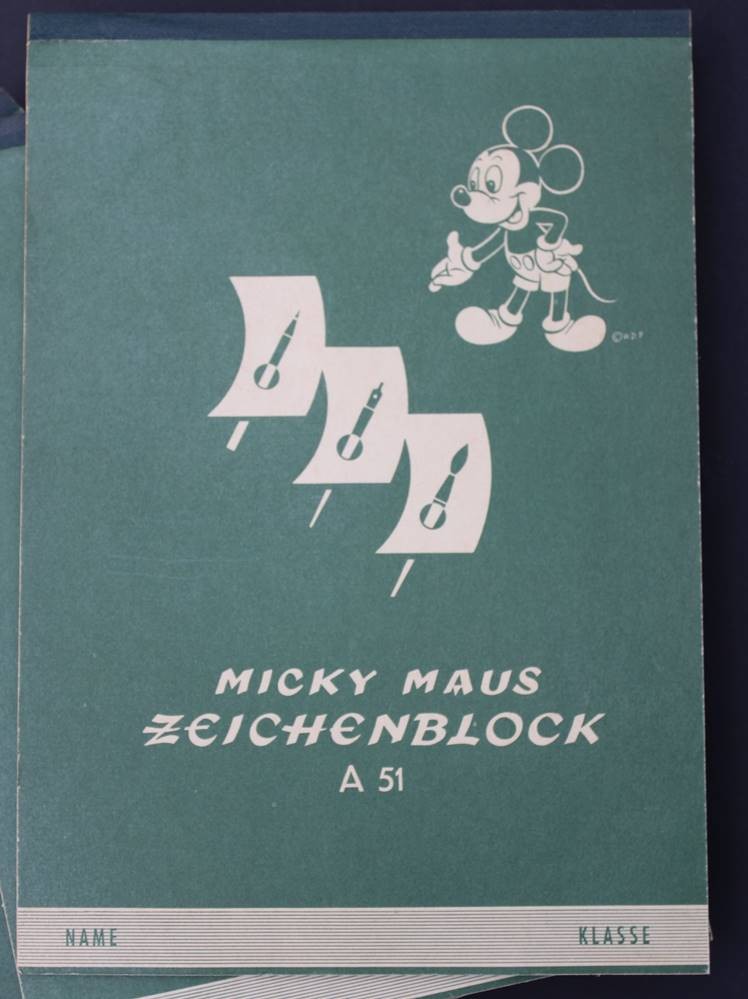 ©W.D.P.
MICKY MAUS
ZEICHENBLOCK
A 51
NAME KLASSE